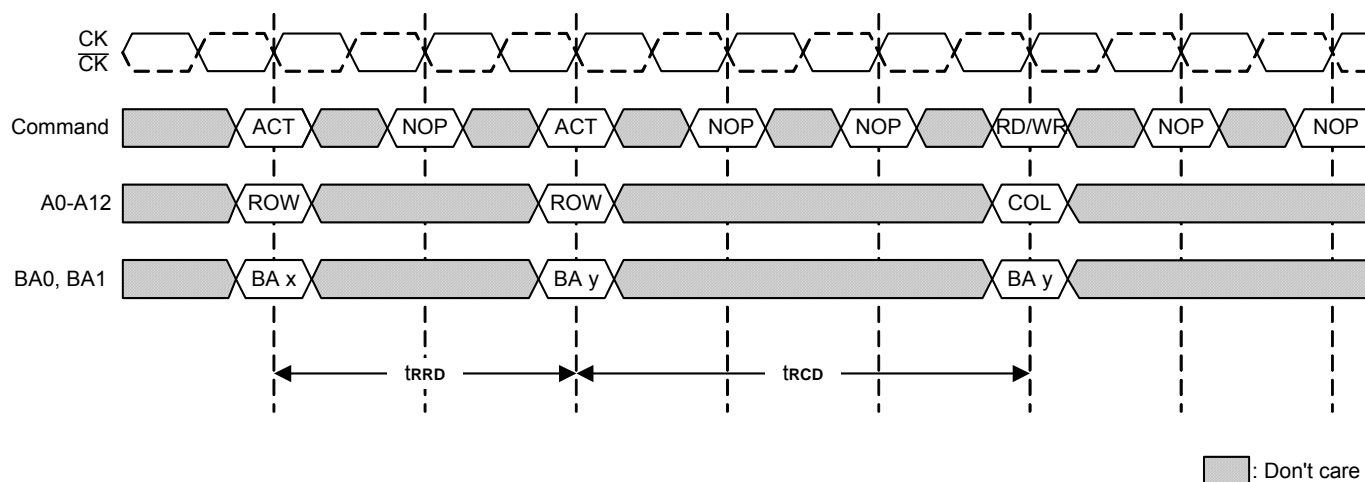 CK
CK
Command ACT NOP ACT NOP NOP RD/WR NOP NOP
A0-A12 ROW ROW COL
BA0, BA1 BA x BA y BA y
tRRD tRCD
: Don't care